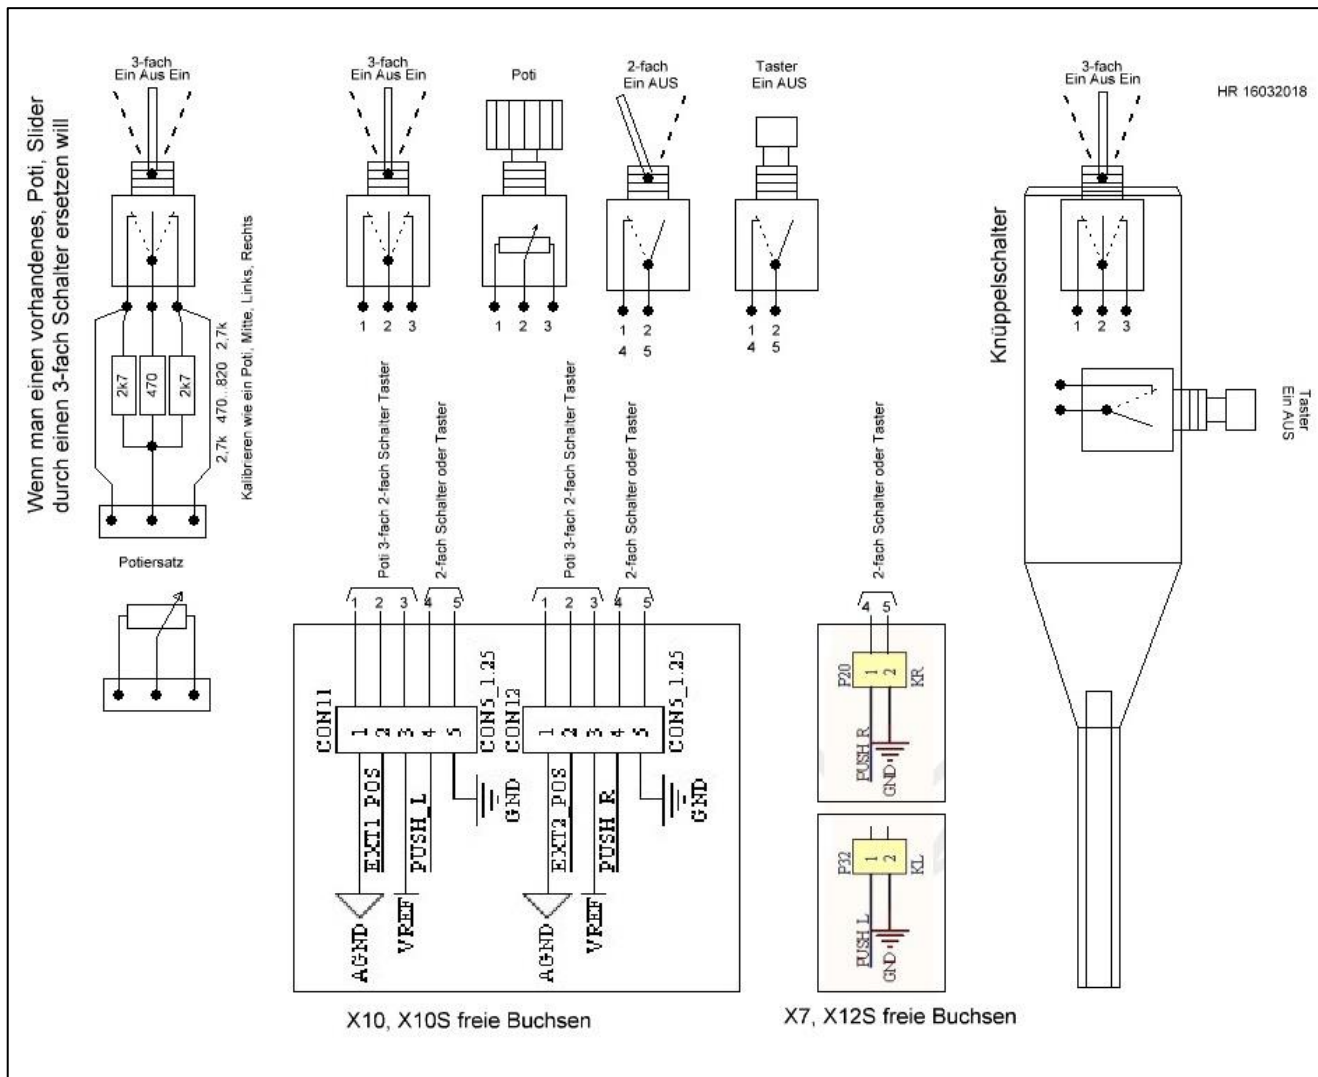 Wenn man einen vorhandenes, Poti, Slider
durch einen 3-fach Schalter ersetzen will
3-fach
Ein Aus Ein
2k7
470
2k7
2,7k 470...820 2,7k
Kalibrieren wie ein Poti, Mitte, Links, Rechts
Potiersatz
3-fach
Ein Aus Ein
1 2 3
Poti
1 2 3
2-fach
Ein AUS
1 2
4 5
Taster
Ein AUS
1 2
4 5
3-fach
Ein Aus Ein
HR 16032018
Knüppelschalter
1 2 3
Taster
Ein AUS
Poti 3-fach 2-fach Schalter Taster
2-fach Schalter oder Taster
Poti 3-fach 2-fach Schalter Taster
2-fach Schalter oder Taster
2-fach Schalter oder Taster
1 2 3 4 5
CON11
1 2 3 4 5
CON5_1.25
AGND
EXT1_POS
VREF
PUSH_L
GND
1 2 3 4 5
CON12
1 2 3 4 5
CON5_1.25
AGND
EXT2_POS
VREF
PUSH_R
GND
X10, X10S freie Buchsen
4 5
P20
1 2
KR
PUSH_R
GND
P32
1 2
KL
PUSH_L
GND
X7, X12S freie Buchsen